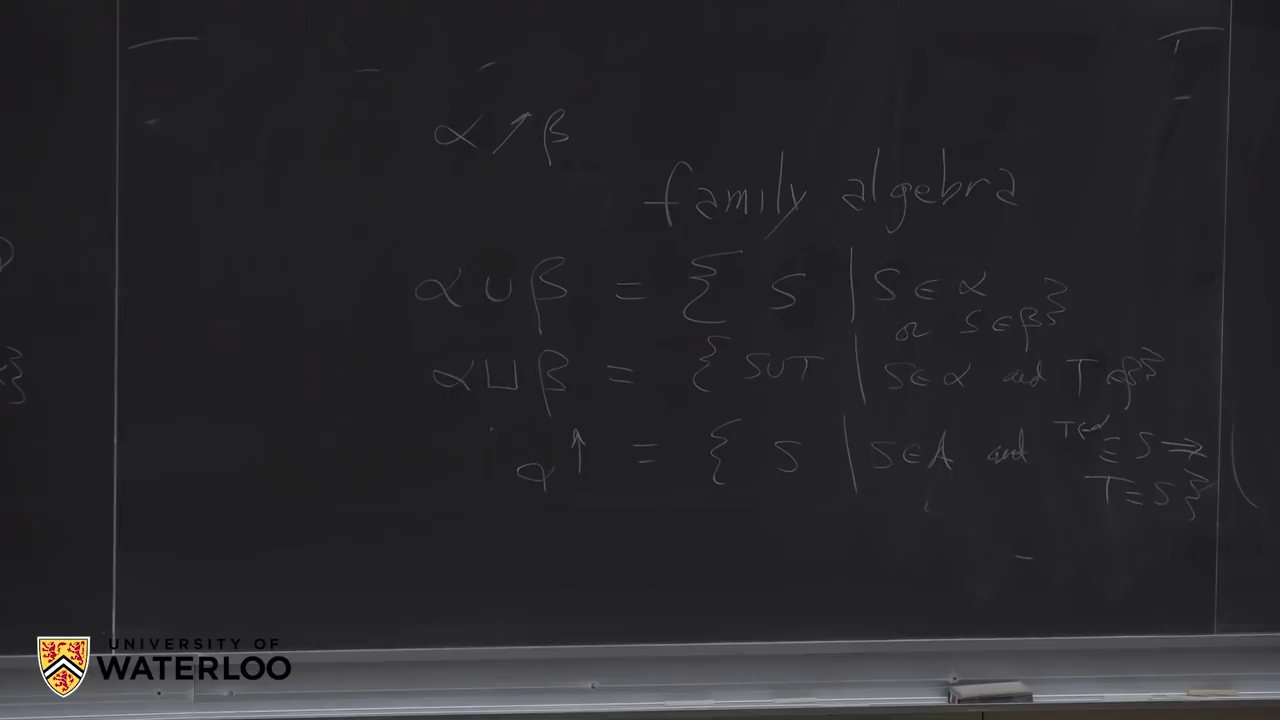 α ↗ β
family algebra
α ∪ β = { S | S ∈ α
or S ∈ β }
α ⊔ β = { S∪T | S ∈ α and T ∈ β }
α↑ = { S | S ∈ A and T∈α ⊆ S ⇒
T = S }
UNIVERSITY OF
WATERLOO